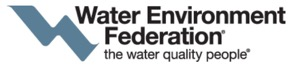 Water Environment
Federation®
the water quality people®